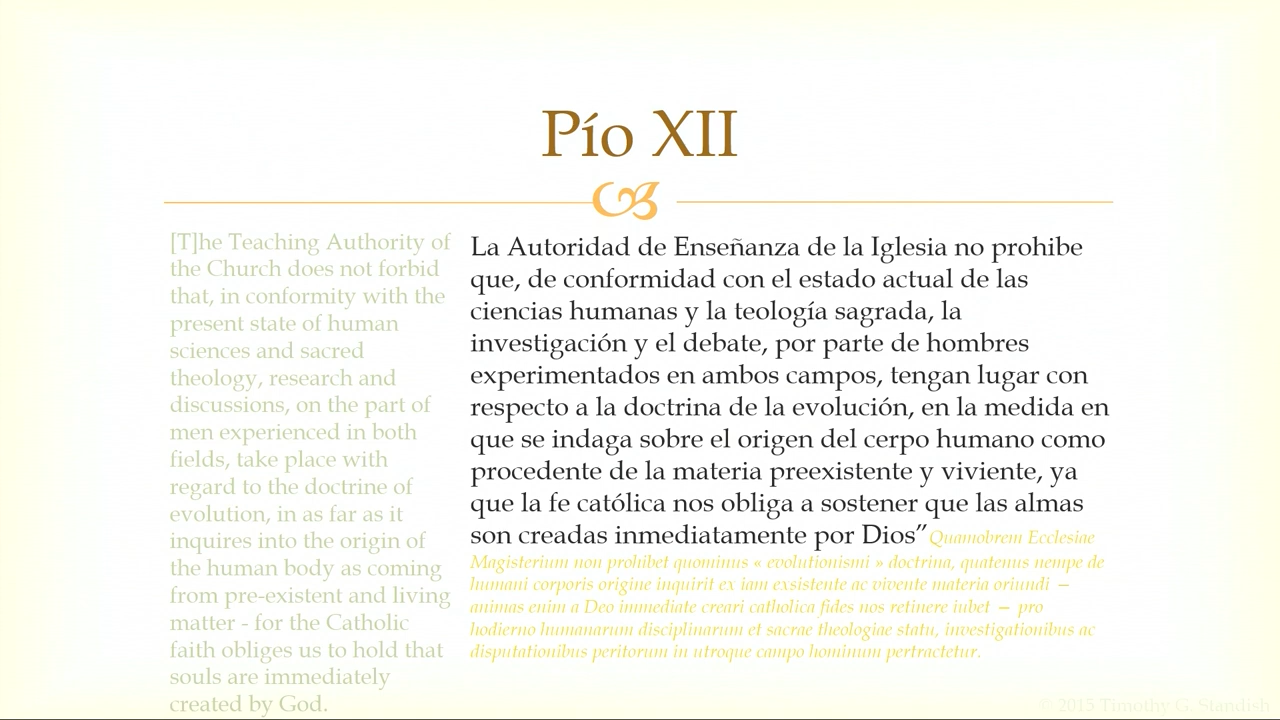 Pío XII
[T]he Teaching Authority of
the Church does not forbid
that, in conformity with the
present state of human
sciences and sacred
theology, research and
discussions, on the part of
men experienced in both
fields, take place with
regard to the doctrine of
evolution, in as far as it
inquires into the origin of
the human body as coming
from pre-existent and living
matter - for the Catholic
faith obliges us to hold that
souls are immediately
created by God.
La Autoridad de Enseñanza de la Iglesia no prohibe
que, de conformidad con el estado actual de las
ciencias humanas y la teología sagrada, la
investigación y el debate, por parte de hombres
experimentados en ambos campos, tengan lugar con
respecto a la doctrina de la evolución, en la medida en
que se indaga sobre el origen del cerpo humano como
procedente de la materia preexistente y viviente, ya
que la fe católica nos obliga a sostener que las almas
son creadas inmediatamente por Dios” Quamobrem Ecclesiae
Magisterium non prohibet quominus « evolutionismi » doctrina, quatenus nempe de
humani corporis origine inquirit ex iam exsistente ac vivente materia oriundi —
animas enim a Deo immediate creari catholica fides nos retinere iubet — pro
hodierno humanarum disciplinarum et sacrae theologiae statu, investigationibus ac
disputationibus peritorum in utroque campo hominum pertractetur.
© 2015 Timothy G. Standish